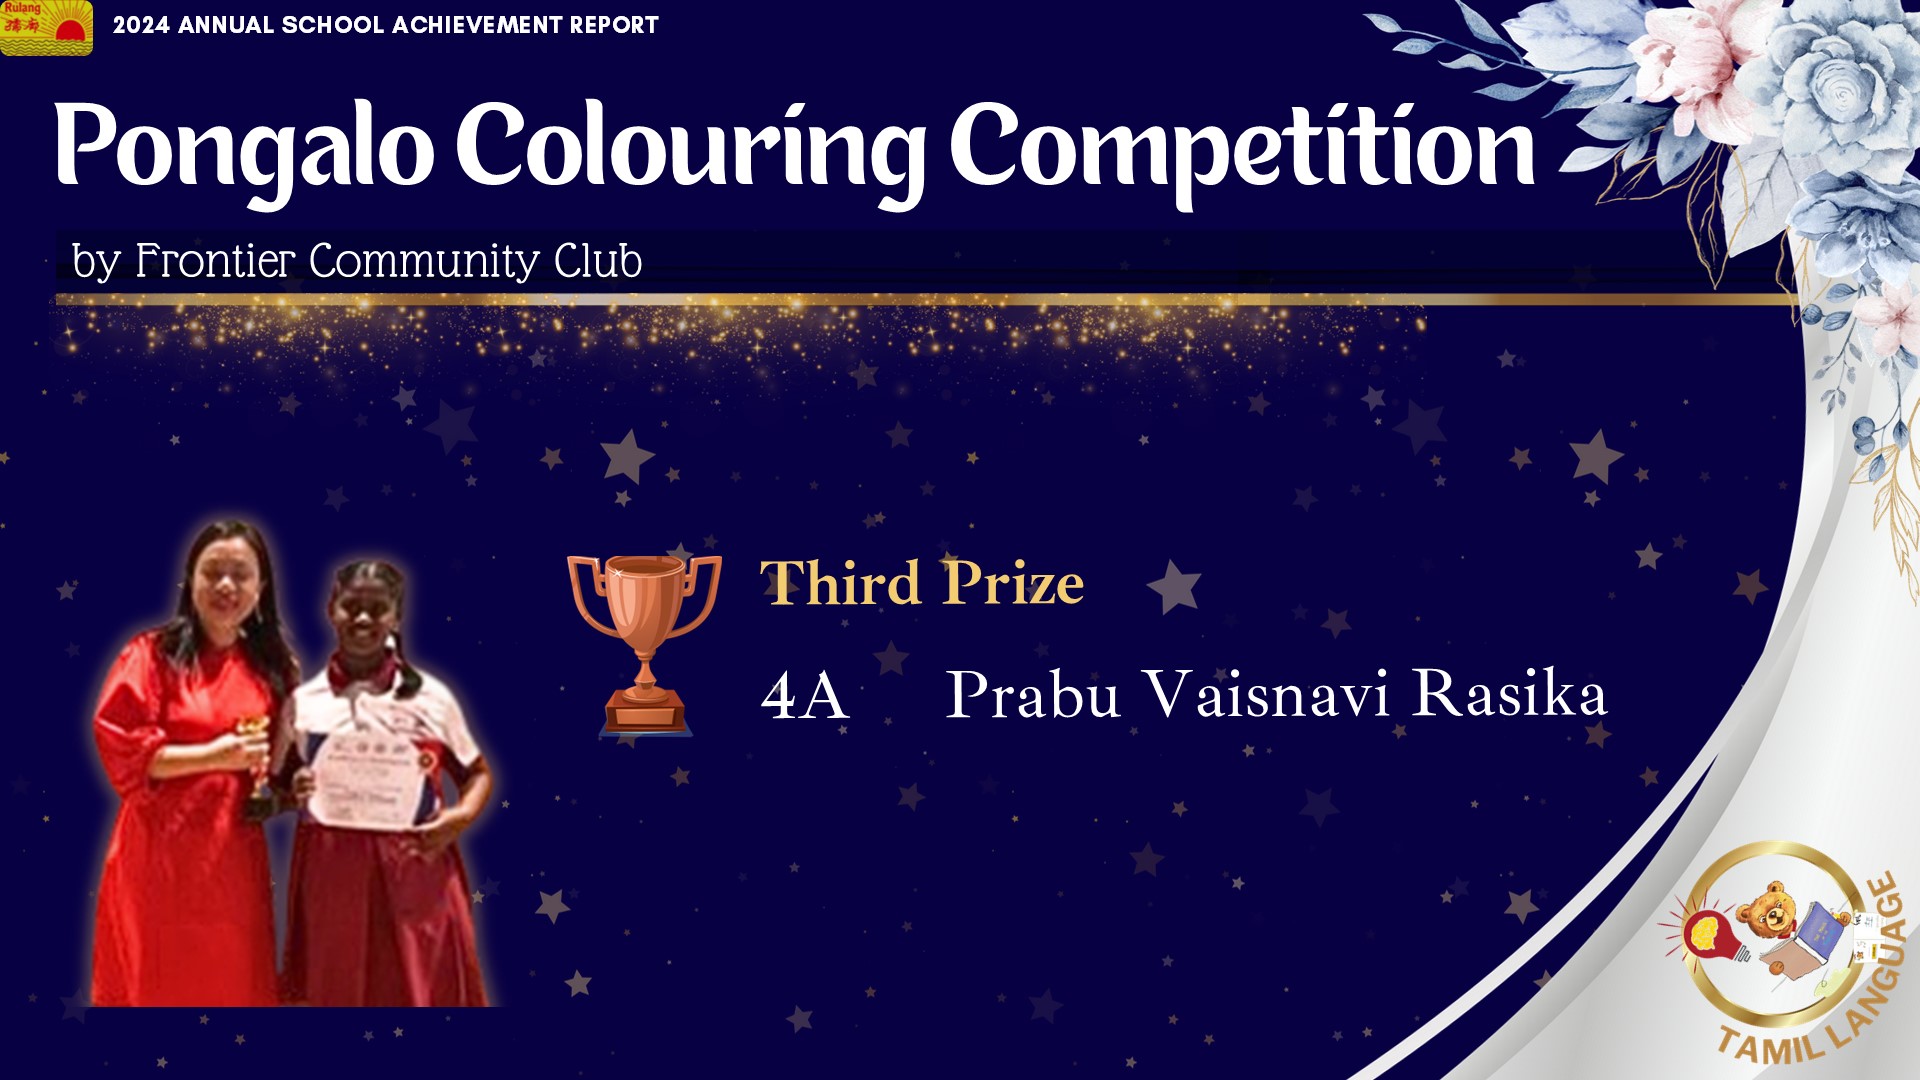 Rulang
2024 ANNUAL SCHOOL ACHIEVEMENT REPORT
Pongalo Colouring Competition
by Frontier Community Club
Third Prize
4A Prabu Vaisnavi Rasika
TAMIL LANGUAGE